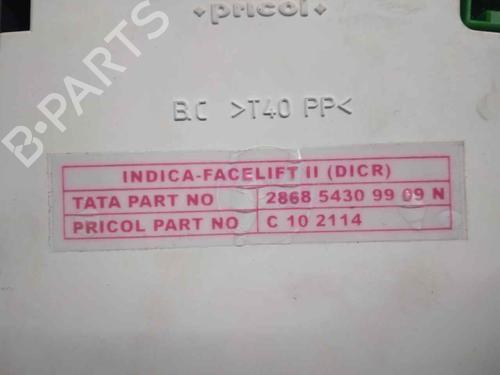 pricol
B.C >T40 PP<
INDICA-FACELIFT II (DICR)
TATA PART NO 2868 5430 99 09 N
PRICOL PART NO C 10 2114
B-PARTS